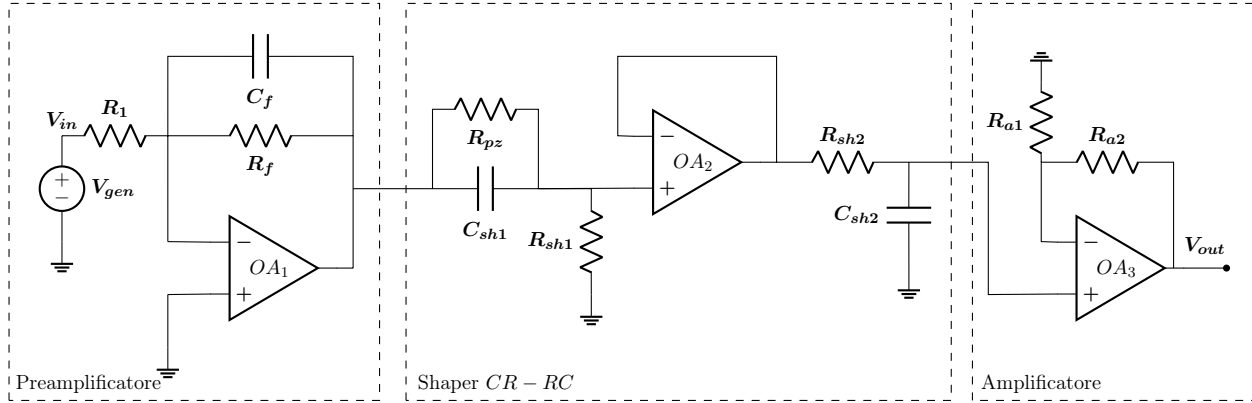 C_f
R_1
V_in
R_f
V_gen
+
−
−
OA_1
+
Preamplificatore
R_pz
C_sh1
R_sh1
−
OA_2
+
R_sh2
C_sh2
Shaper CR − RC
R_a1
R_a2
−
OA_3
+
V_out
Amplificatore